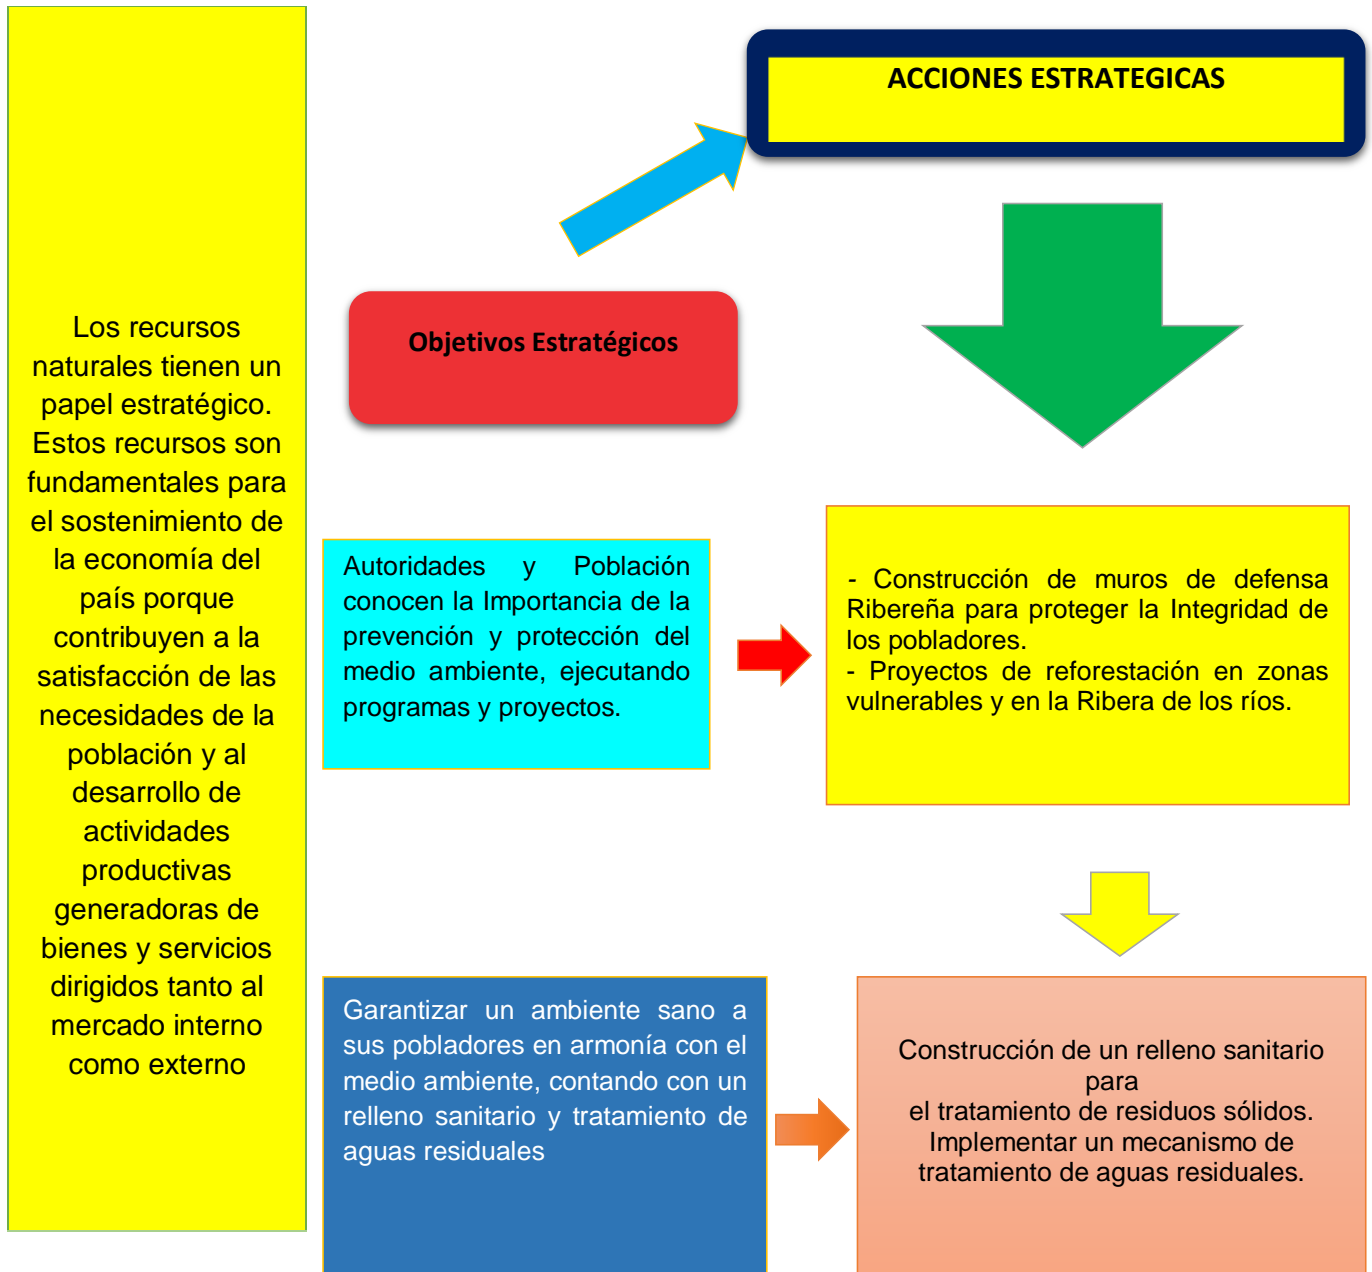 Los recursos
naturales tienen un
papel estratégico.
Estos recursos son
fundamentales para
el sostenimiento de
la economía del
país porque
contribuyen a la
satisfacción de las
necesidades de la
población y al
desarrollo de
actividades
productivas
generadoras de
bienes y servicios
dirigidos tanto al
mercado interno
como externo
ACCIONES ESTRATEGICAS
Objetivos Estratégicos
Autoridades y Población
conocen la Importancia de la
prevención y protección del
medio ambiente, ejecutando
programas y proyectos.
- Construcción de muros de defensa
Ribereña para proteger la Integridad de
los pobladores.
- Proyectos de reforestación en zonas
vulnerables y en la Ribera de los ríos.
Garantizar un ambiente sano a
sus pobladores en armonía con el
medio ambiente, contando con un
relleno sanitario y tratamiento de
aguas residuales
Construcción de un relleno sanitario
para
el tratamiento de residuos sólidos.
Implementar un mecanismo de
tratamiento de aguas residuales.